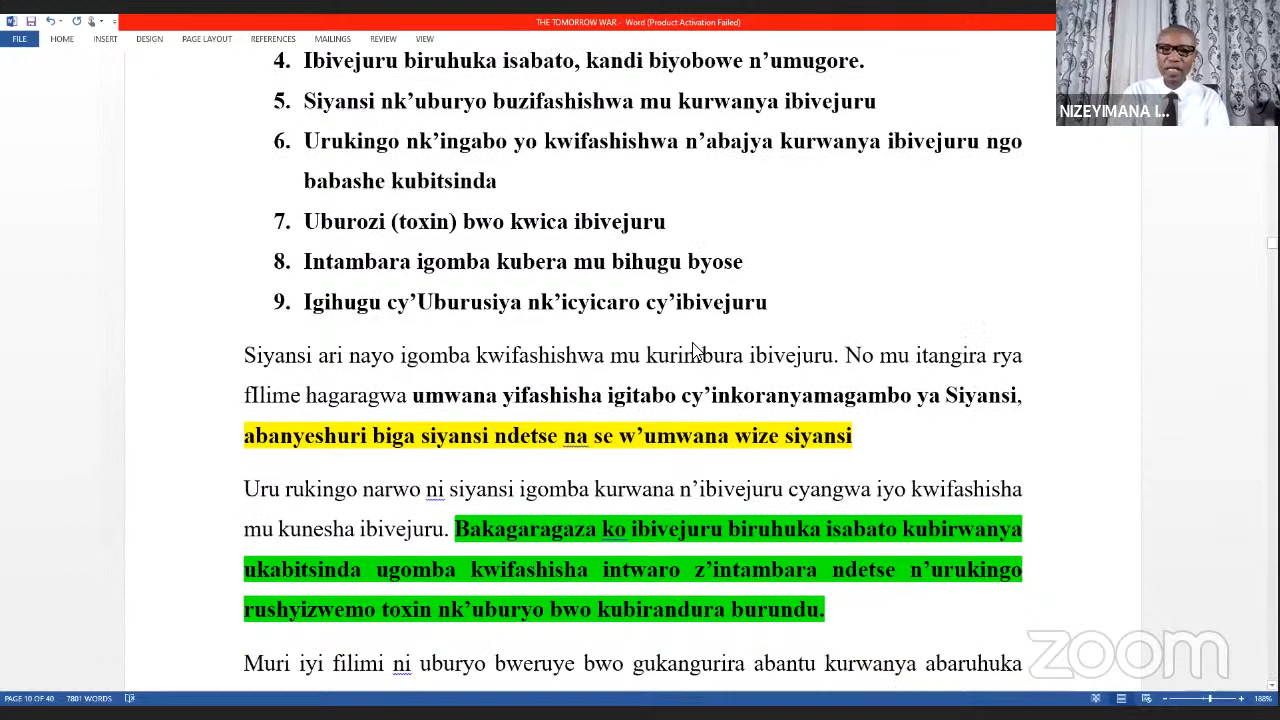 THE TOMORROW WAR - Word (Product Activation Failed)
FILE HOME INSERT DESIGN PAGE LAYOUT REFERENCES MAILINGS REVIEW VIEW
NIZEYIMANA I...
4. Ibivejuru biruhuka isabato, kandi biyobowe n’umugore.
5. Siyansi nk’uburyo buzifashishwa mu kurwanya ibivejuru
6. Urukingo nk’ingabo yo kwifashishwa n’abajya kurwanya ibivejuru ngo
babashe kubitsinda
7. Uburozi (toxin) bwo kwica ibivejuru
8. Intambara igomba kubera mu bihugu byose
9. Igihugu cy’Uburusiya nk’icyicaro cy’ibivejuru
Siyansi ari nayo igomba kwifashishwa mu kurimbura ibivejuru. No mu itangira rya
fIlime hagaragwa umwana yifashisha igitabo cy’inkoranyamagambo ya Siyansi,
abanyeshuri biga siyansi ndetse na se w’umwana wize siyansi
Uru rukingo narwo ni siyansi igomba kurwana n’ibivejuru cyangwa iyo kwifashisha
mu kunesha ibivejuru. Bakagaragaza ko ibivejuru biruhuka isabato kubirwanya
ukabitsinda ugomba kwifashisha intwaro z’intambara ndetse n’urukingo
rushyizwemo toxin nk’uburyo bwo kubirandura burundu.
Muri iyi filimi ni uburyo bweruye bwo gukangurira abantu kurwanya abaruhuka
zoom
PAGE 10 OF 40 7801 WORDS
188%